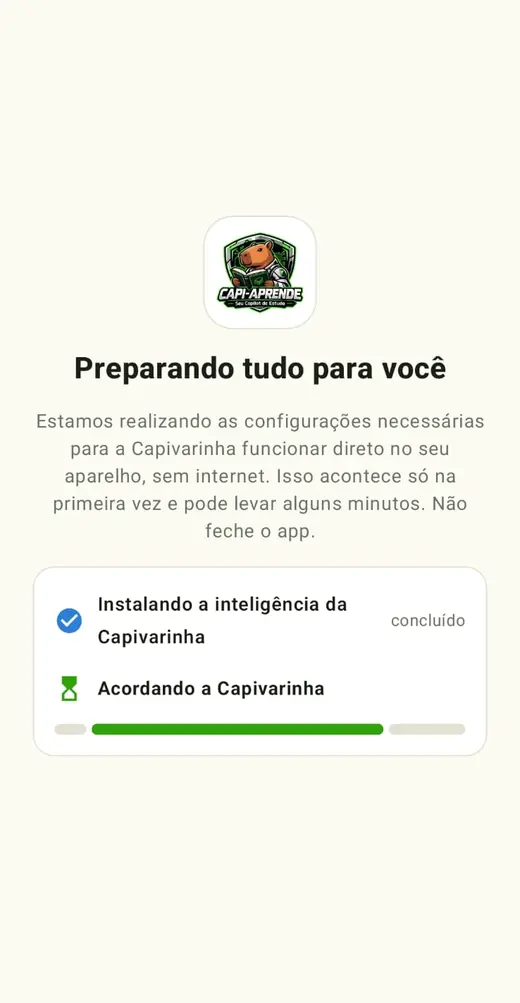 CAPI-APRENDE
Seu Copilot de Estudo
Preparando tudo para você
Estamos realizando as configurações necessárias
para a Capivarinha funcionar direto no seu
aparelho, sem internet. Isso acontece só na
primeira vez e pode levar alguns minutos. Não
feche o app.
Instalando a inteligência da
Capivarinha
concluído
Acordando a Capivarinha